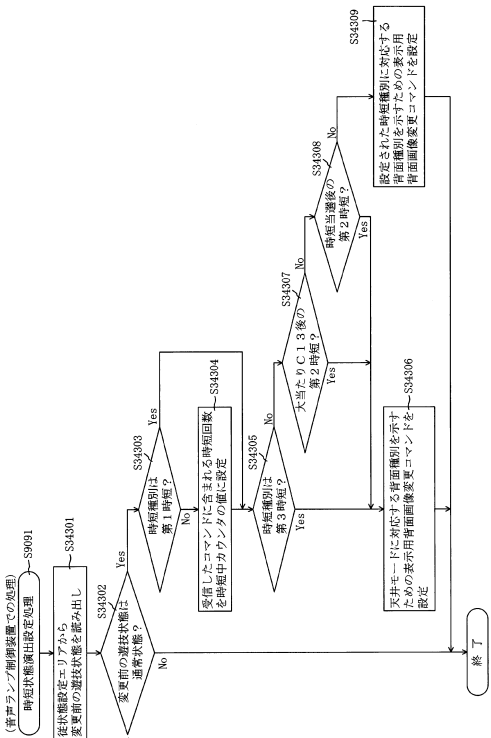 (音声ランプ制御装置での処理)
時短状態演出設定処理
S9091
従状態設定エリアから
変更前の遊技状態を読み出し
S34301
変更前の遊技状態は
通常状態？
S34302
Yes
No
時短種別は
第１時短？
S34303
Yes
No
受信したコマンドに含まれる時短回数
を時短中カウンタの値に設定
S34304
時短種別は
第３時短？
S34305
No
Yes
天井モードに対応する背面種別を示す
ための表示用背面画像変更コマンドを
設定
S34306
大当たりＣ１３後の
第２時短？
S34307
No
Yes
時短当選後の
第２時短？
S34308
No
Yes
設定された時短種別に対応する
背面種別を示すための表示用
背面画像変更コマンドを設定
S34309
終了